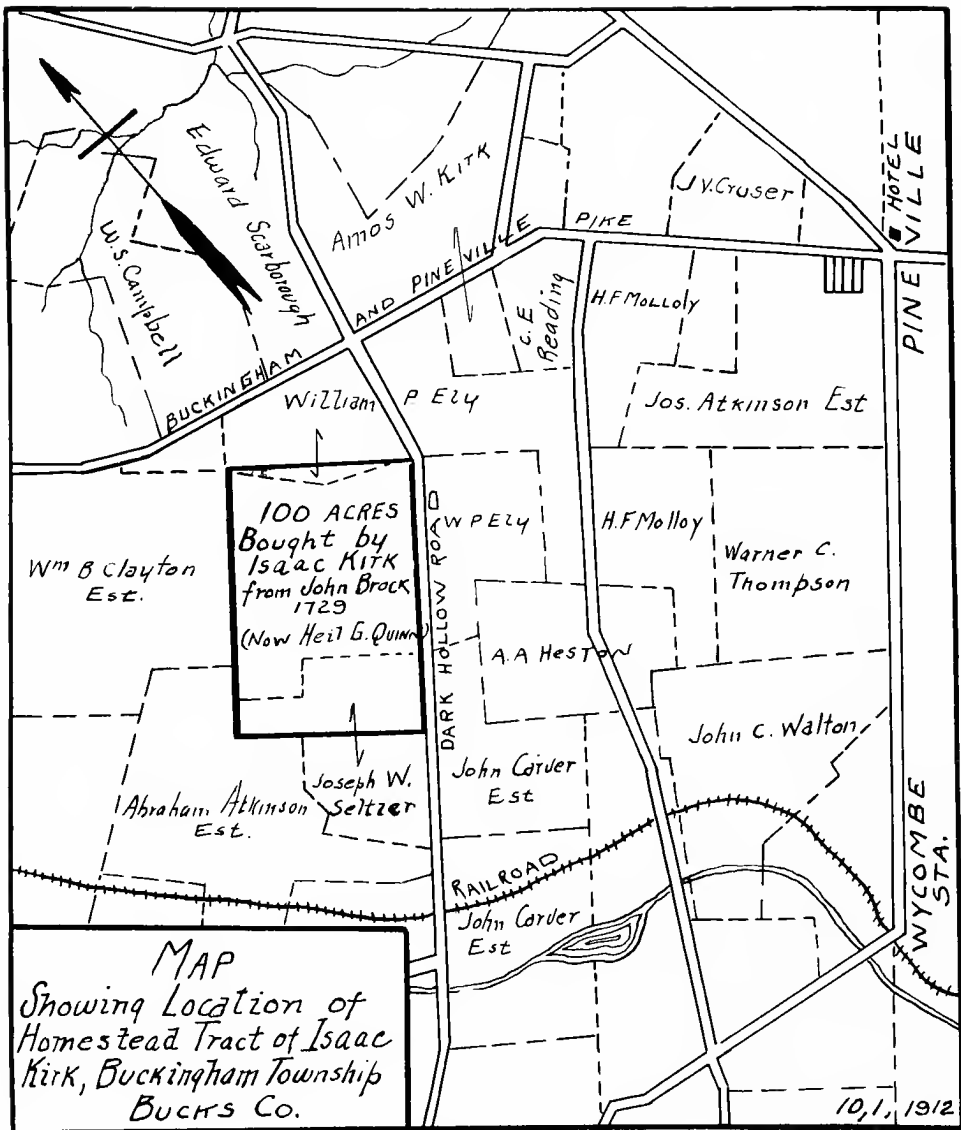 HOTEL
PINE VILLE
Edward Scarborough
Amos W. Kirk
J V. Cruser
W. S. Campbell
BUCKINGHAM AND PINEVILLE PIKE
C. E
Reading
H. F Molloly
William P Ely
Jos. Atkinson Est
100 ACRES
Bought by
Isaac Kirk
from John Brock
1729
(Now Heil G. Quinn)
DARK HOLLOW ROAD
W P Ely
H. F Molloy
Warner C.
Thompson
Wm B Clayton
Est.
A. A Heston
John C. Walton
Joseph W.
Seltzer
John Carver
Est
Abraham Atkinson
Est.
RAILROAD
John Carver
Est
WYCOMBE
STA.
MAP
Showing Location of
Homestead Tract of Isaac
Kirk, Buckingham Township
Bucks Co.
10, 1, 1912